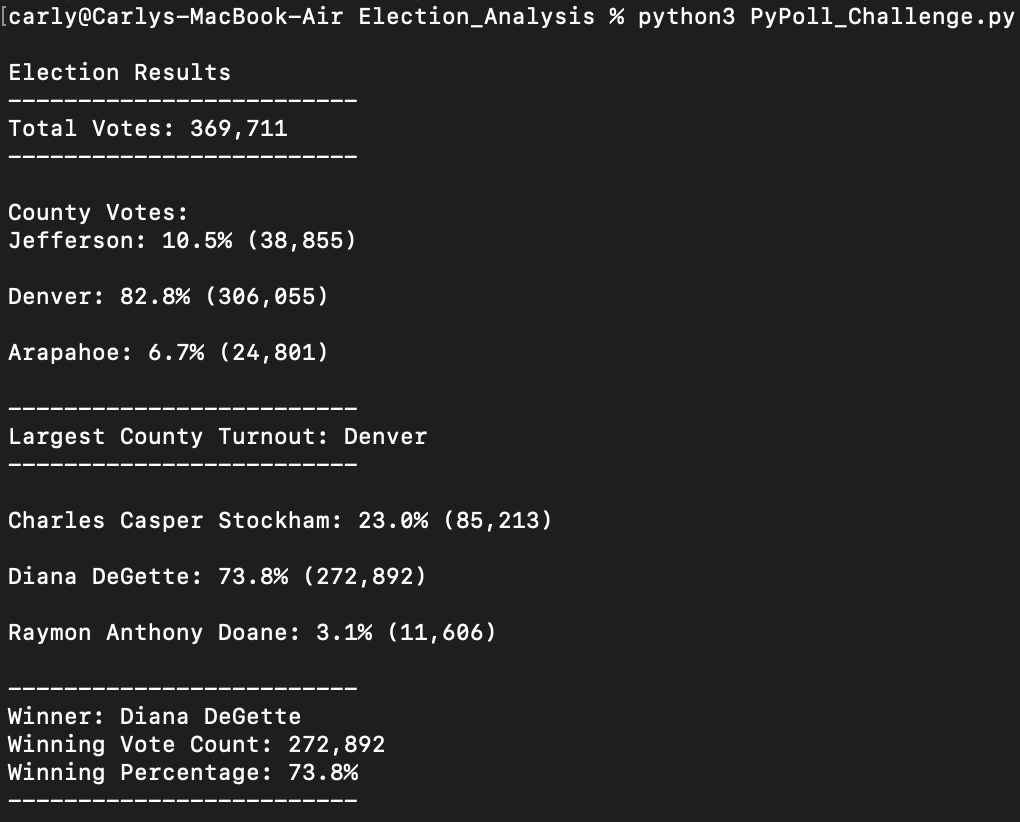 [carly@Carlys-MacBook-Air Election_Analysis % python3 PyPoll_Challenge.py
Election Results
-------------------------
Total Votes: 369,711
-------------------------
County Votes:
Jefferson: 10.5% (38,855)
Denver: 82.8% (306,055)
Arapahoe: 6.7% (24,801)
-------------------------
Largest County Turnout: Denver
-------------------------
Charles Casper Stockham: 23.0% (85,213)
Diana DeGette: 73.8% (272,892)
Raymon Anthony Doane: 3.1% (11,606)
-------------------------
Winner: Diana DeGette
Winning Vote Count: 272,892
Winning Percentage: 73.8%
-------------------------